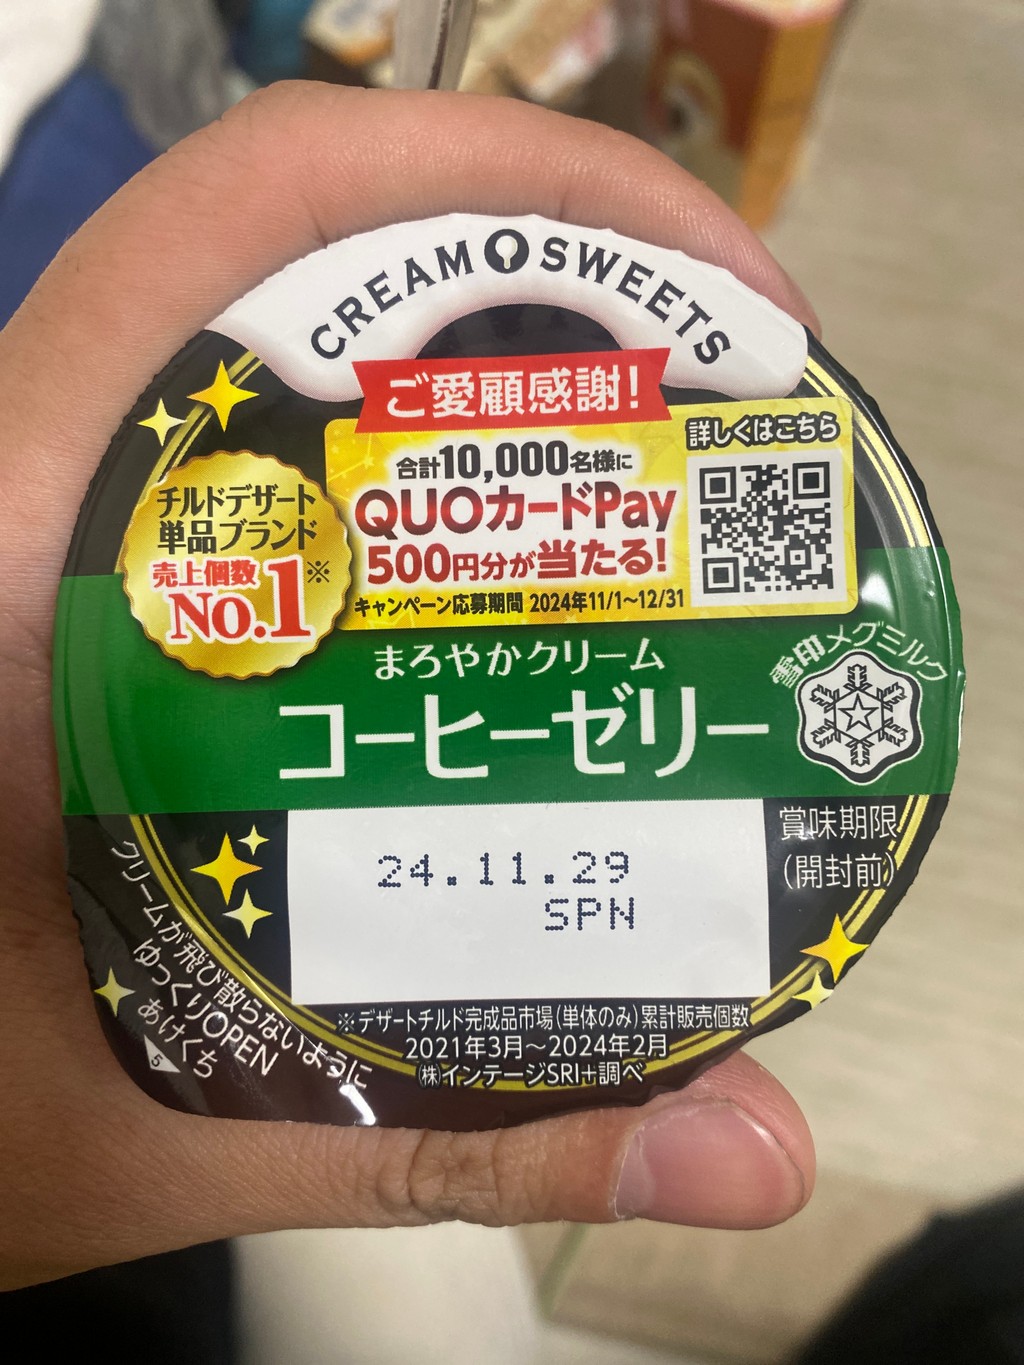 CREAM SWEETS
ご愛顧感謝!
合計10,000名様に
QUOカードPay
500円分が当たる!
キャンペーン応募期間 2024年11/1〜12/31
詳しくはこちら
チルドデザート
単品ブランド
売上個数
No.1※
まろやかクリーム
コーヒーゼリー
雪印メグミルク
賞味期限
(開封前)
24.11.29
SPN
クリームが飛び散らないように
ゆっくりOPEN
あけくち
5
※デザートチルド完成品市場(単体のみ)累計販売個数
2021年3月〜2024年2月
㈱インテージSRI+調べ